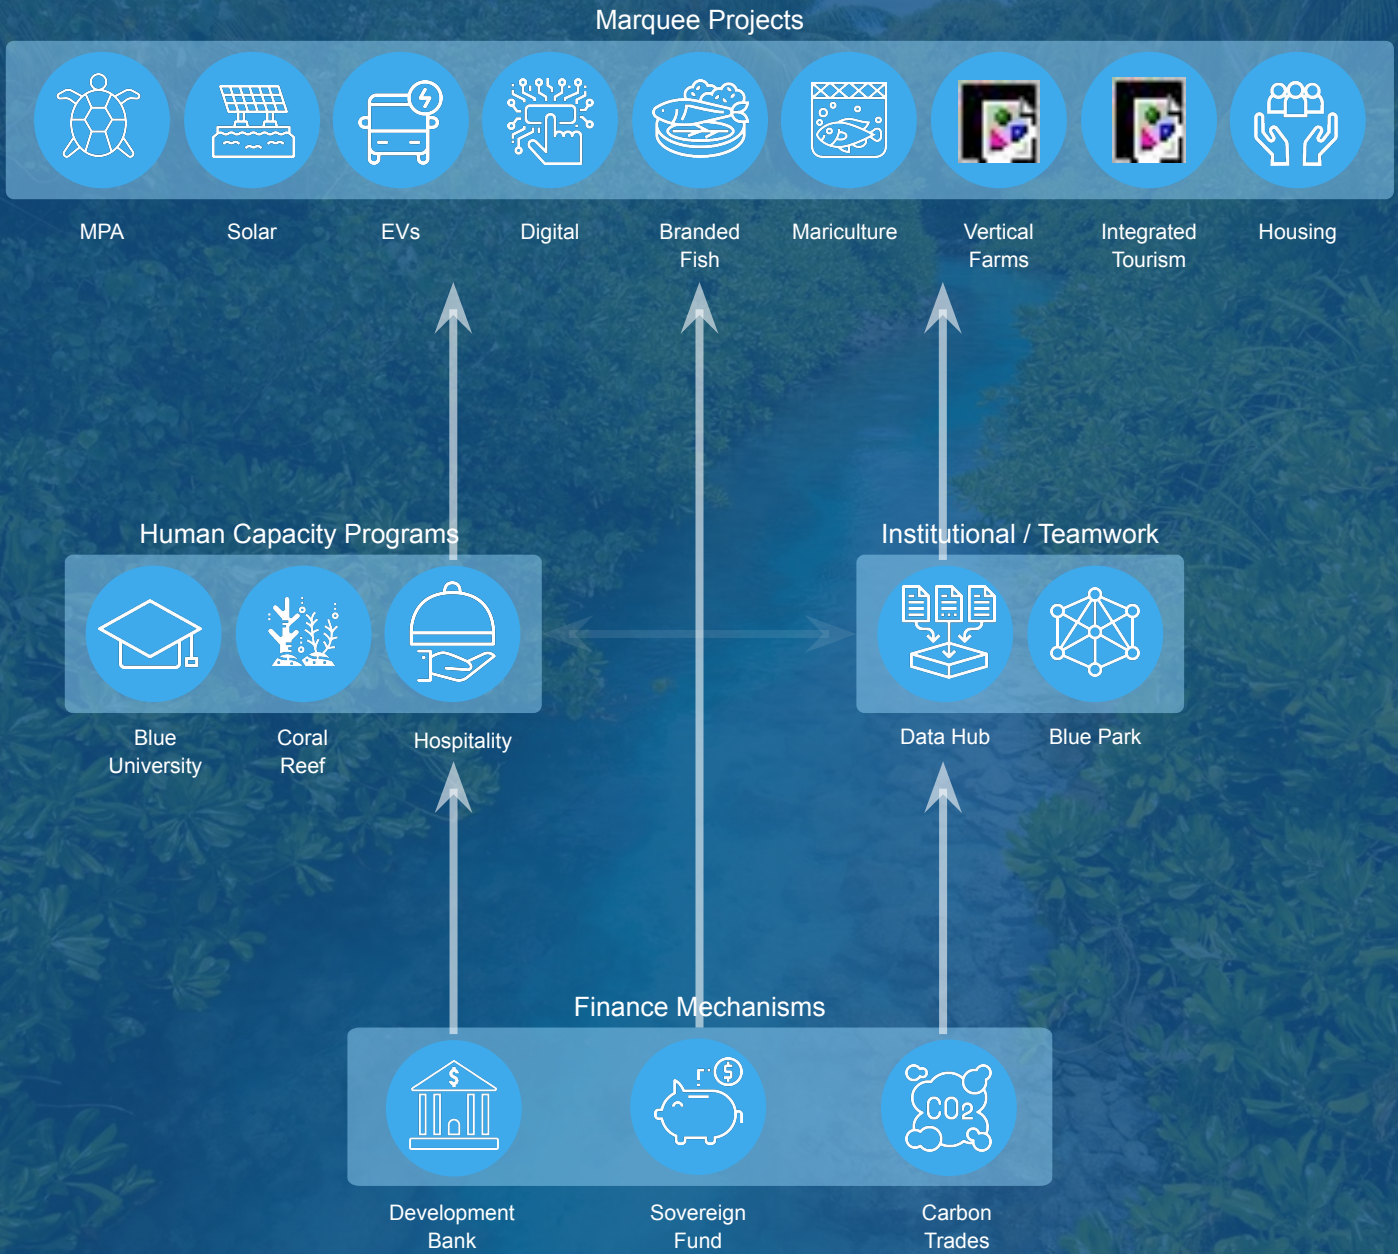 Marquee Projects
MPA
Solar
EVs
Digital
Branded
Fish
Mariculture
Vertical
Farms
Integrated
Tourism
Housing
Human Capacity Programs
Institutional / Teamwork
Blue
University
Coral
Reef
Hospitality
Data Hub
Blue Park
Finance Mechanisms
$
$
CO2
Development
Bank
Sovereign
Fund
Carbon
Trades